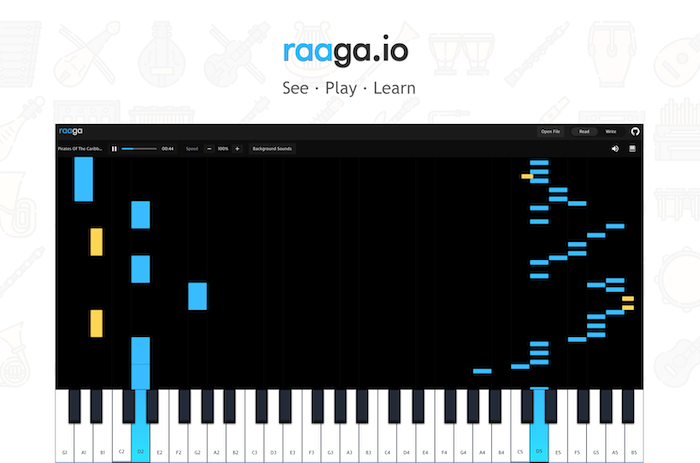 raaga.io
See · Play · Learn
raaga
Open File
Read
Write
Pirates Of The Caribb...
00:44
Speed
− 100% +
Background Sounds
G1 A1 B1 C2 D2 E2 F2 G2 A2 B2 C3 D3 E3 F3 G3 A3 B3 C4 D4 E4 F4 G4 A4 B4 C5 D5 E5 F5 G5 A5 B5